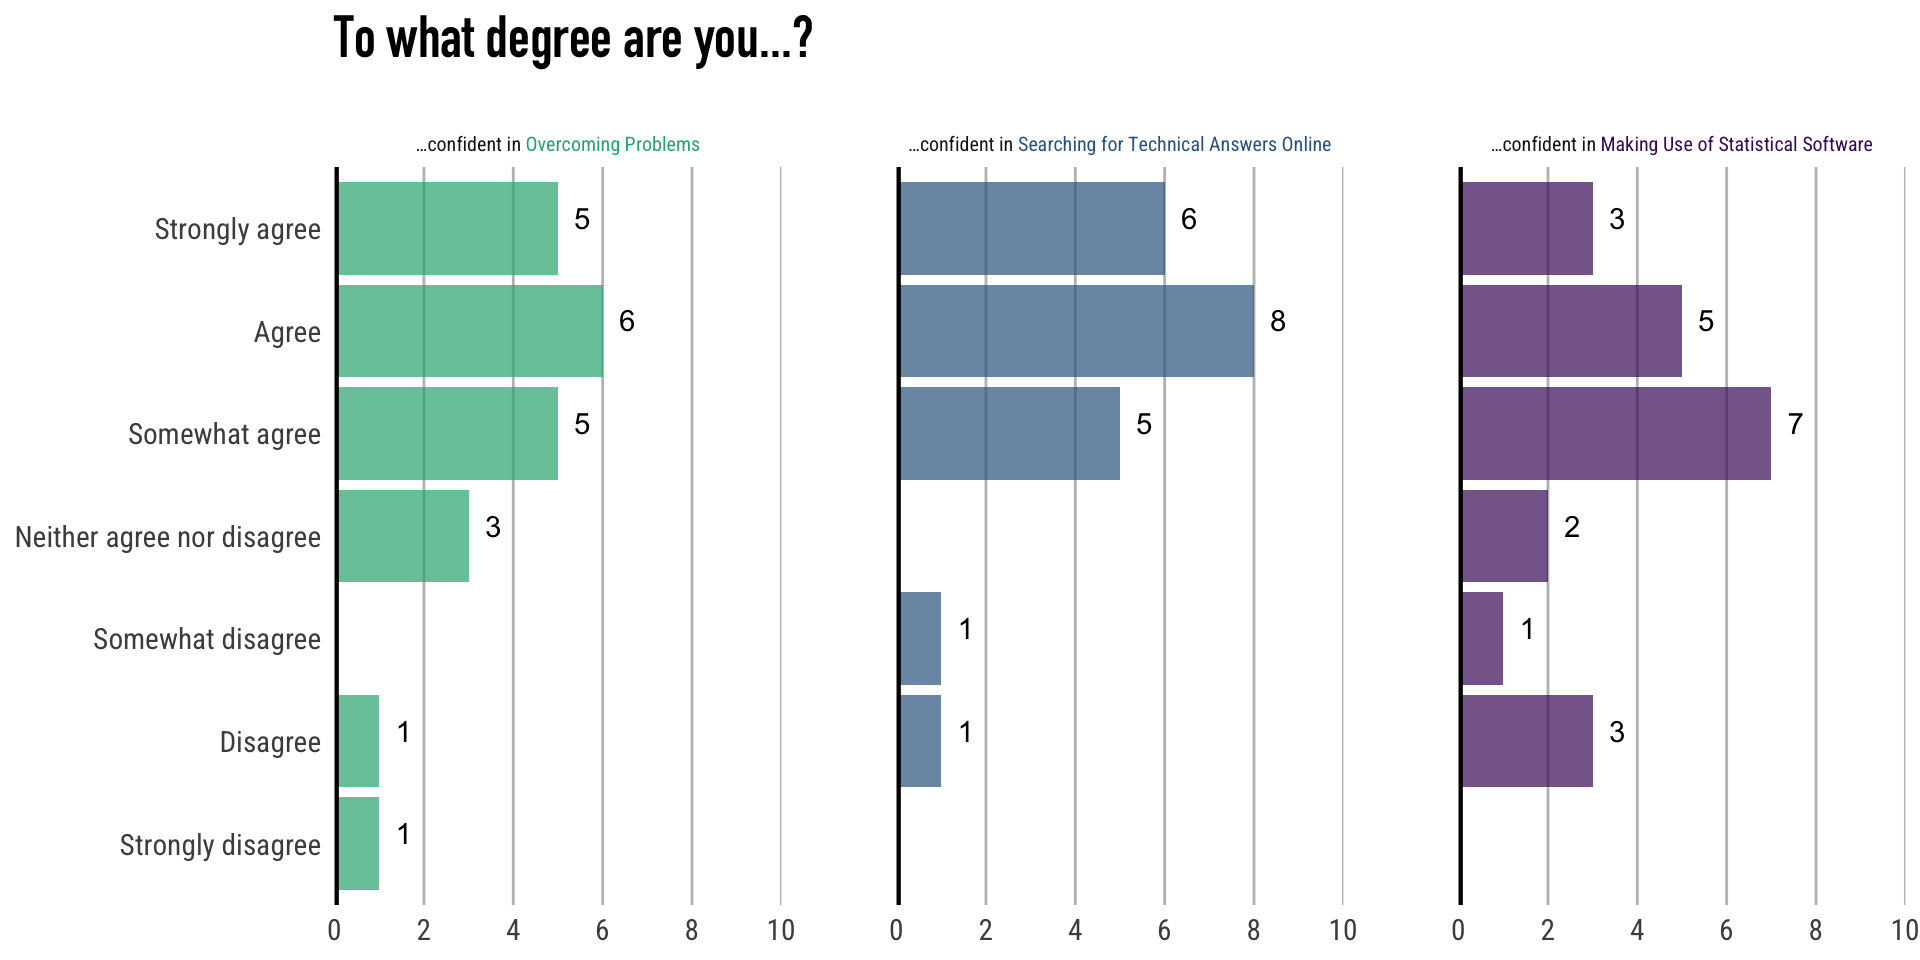 To what degree are you...?
...confident in Overcoming Problems
...confident in Searching for Technical Answers Online
...confident in Making Use of Statistical Software
Strongly agree 5 6 3
Agree 6 8 5
Somewhat agree 5 5 7
Neither agree nor disagree 3 2
Somewhat disagree 1 1
Disagree 1 1 3
Strongly disagree 1
0 2 4 6 8 10 0 2 4 6 8 10 0 2 4 6 8 10